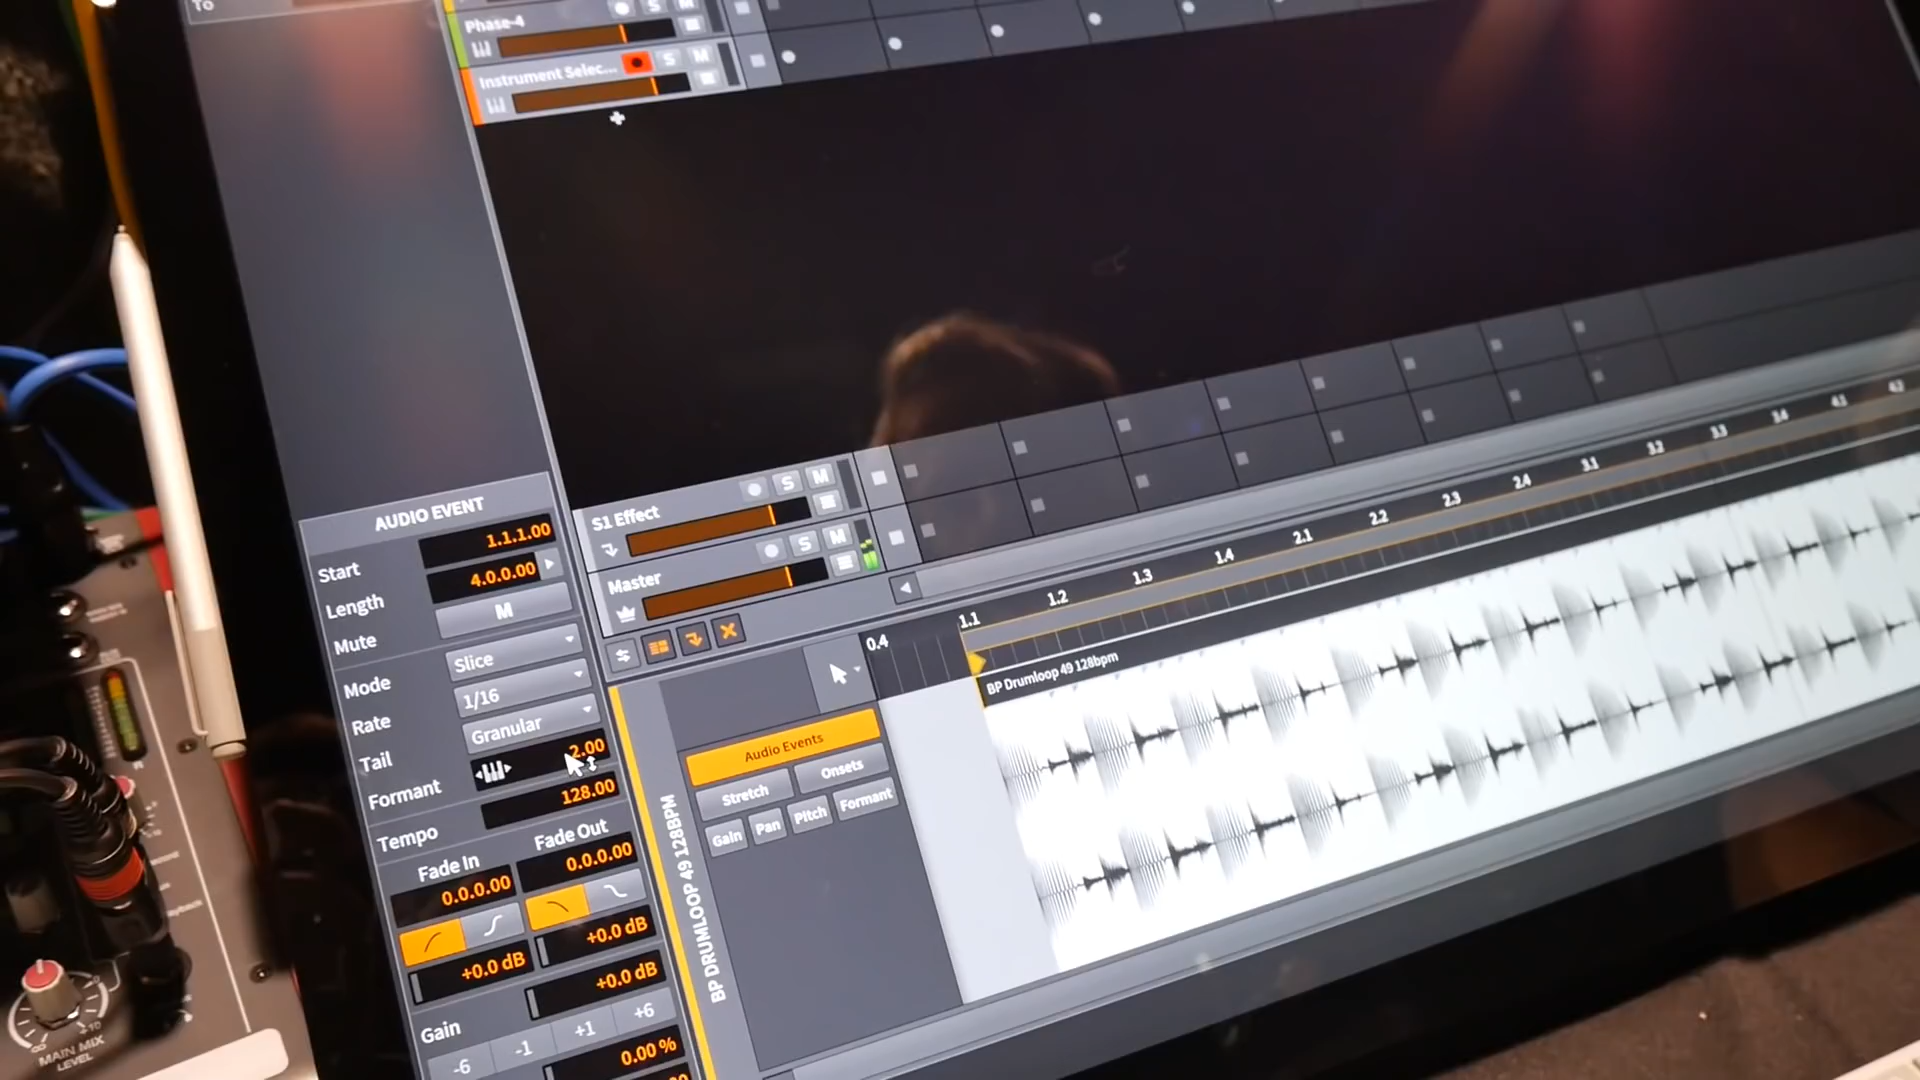 To
Phase-4
S M
Instrument Selec...
S M
S1 Effect
S M
Master
S M
AUDIO EVENT
Start 1.1.1.00
Length 4.0.0.00
Mute M
Mode Slice
Rate 1/16
Tail Granular
Formant 2.00
Tempo 128.00
Fade In Fade Out
0.0.0.00 0.0.0.00
+0.0 dB +0.0 dB
Gain +0.0 dB
-6 -1 +1 +6
0.00 %
0.4 1.1 1.2 1.3 1.4 2.1 2.2 2.3 2.4 3.1 3.2 3.3 3.4 4.1 4.2
BP Drumloop 49 128bpm
BP DRUMLOOP 49 128BPM
Audio Events
Stretch Onsets
Gain Pan Pitch Formant
+10
MAIN MIX
LEVEL